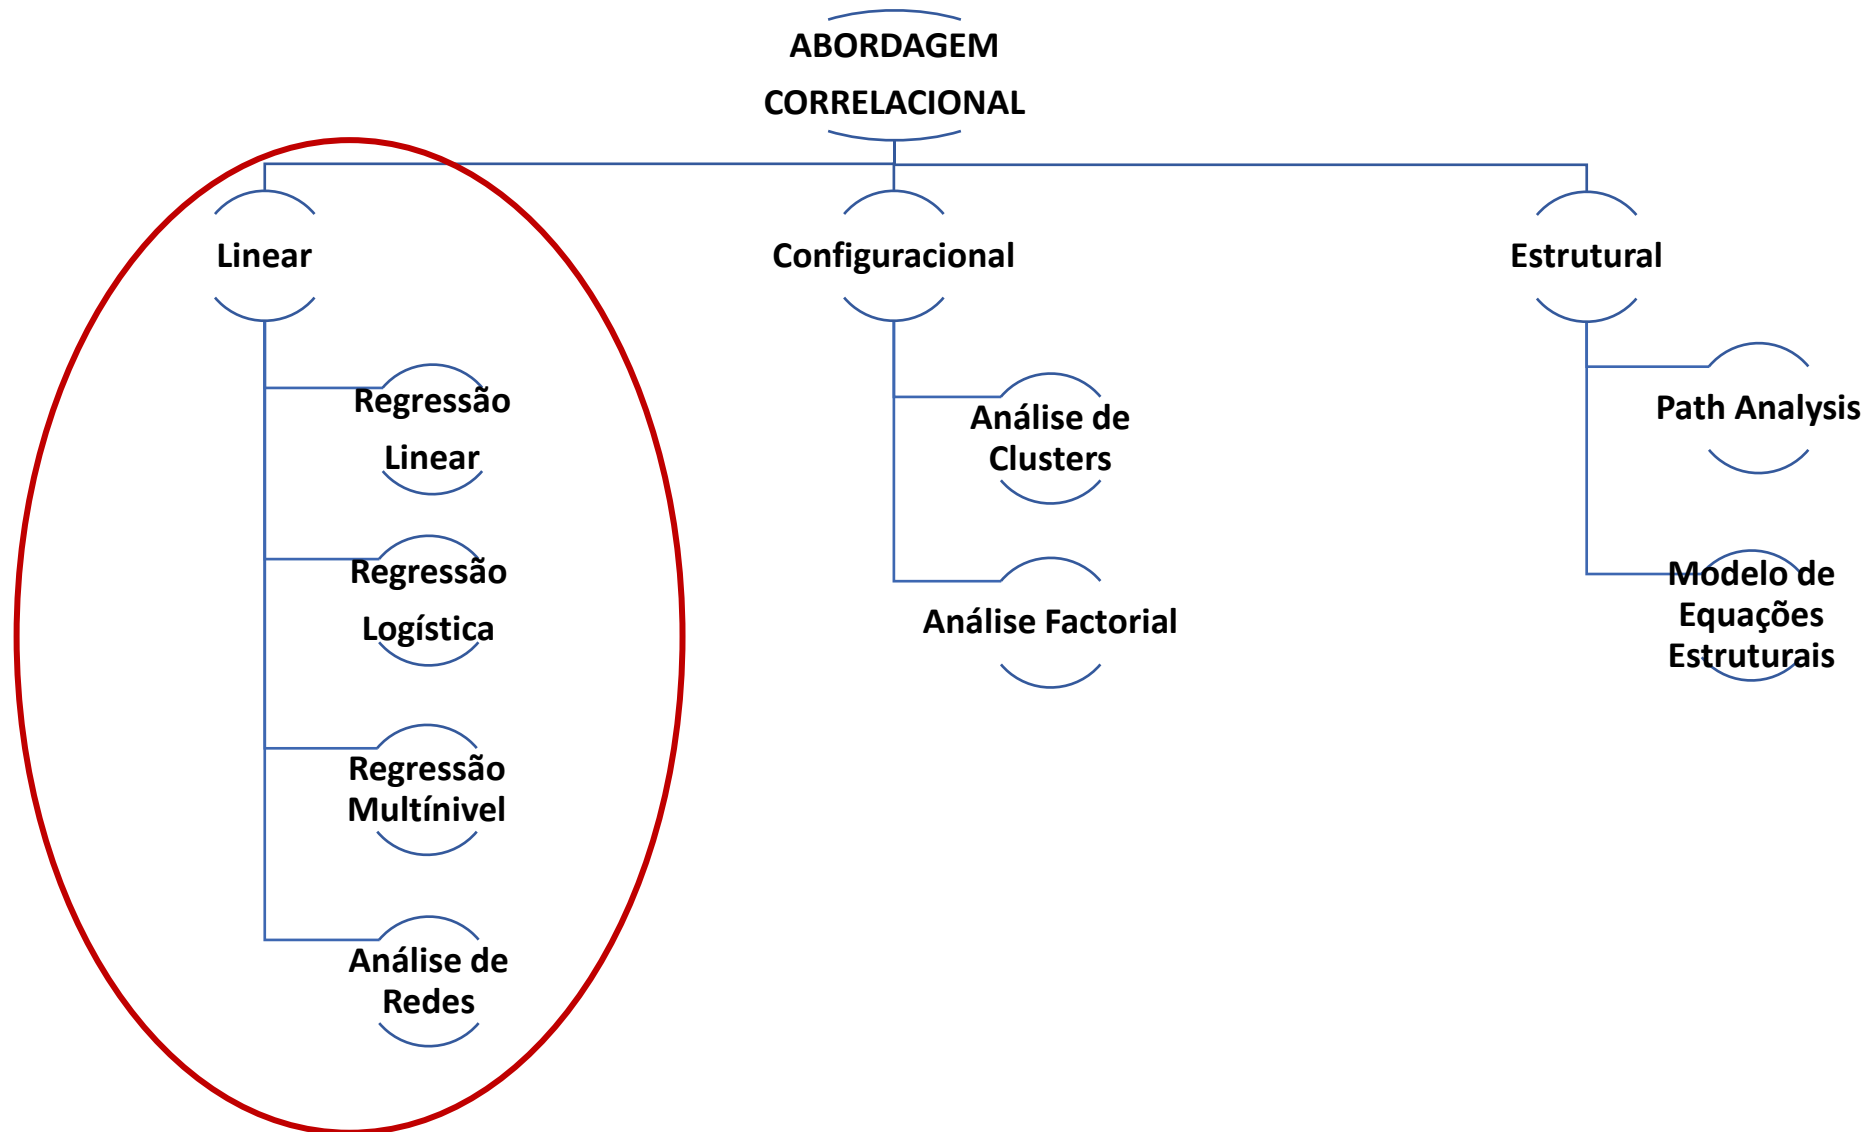 ABORDAGEM
CORRELACIONAL
Linear
Regressão
Linear
Regressão
Logística
Regressão
Multínivel
Análise de
Redes
Configuracional
Análise de
Clusters
Análise Factorial
Estrutural
Path Analysis
Modelo de
Equações
Estruturais